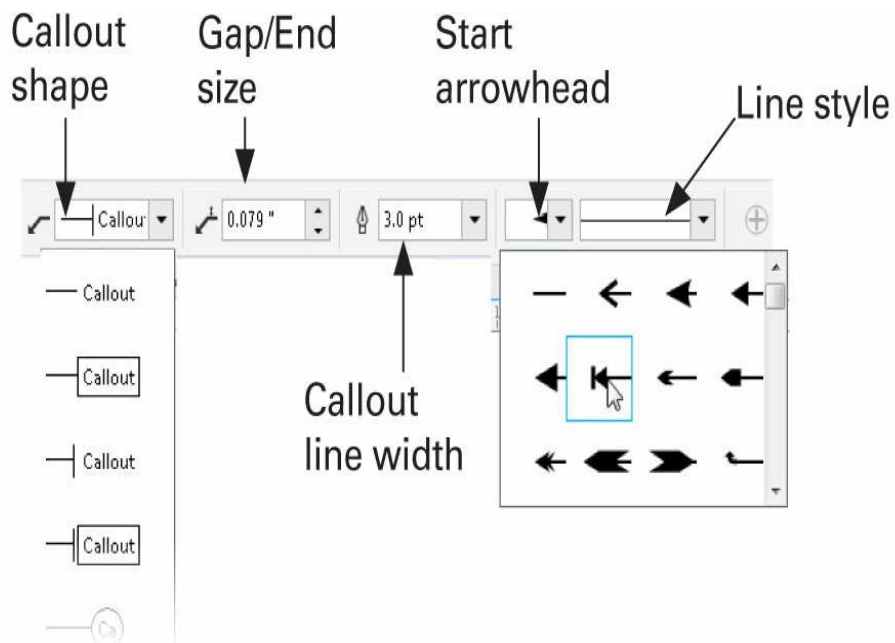 Callout
shape
Gap/End
size
Start
arrowhead
Line style
Callou
0.079 "
3.0 pt
Callout
Callout
Callout
Callout
Ca
Callout
line width